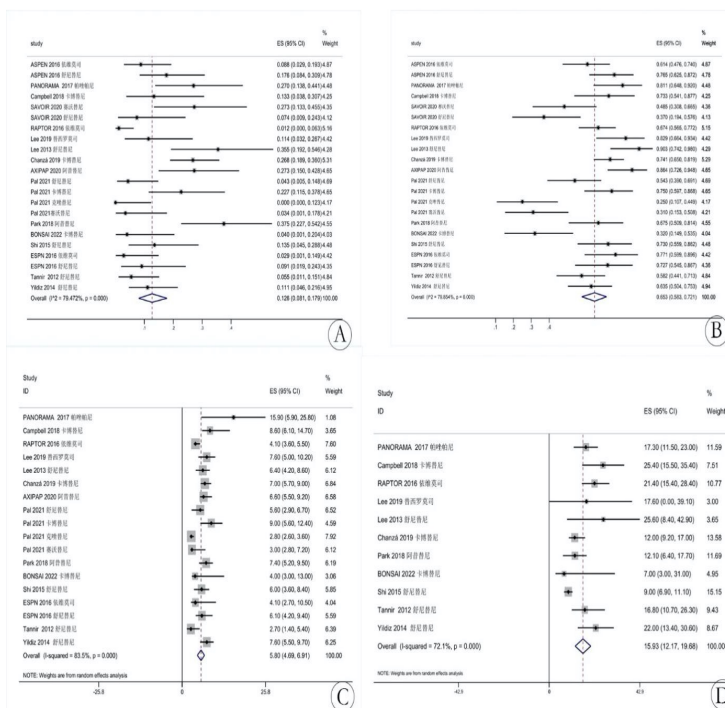 study
ES (95% CI)
%
Weight
ASPEN 2016 依维莫司 0.088 (0.029, 0.193) 4.87
ASPEN 2016 舒尼替尼 0.176 (0.084, 0.309) 4.78
PANORAMA 2017 帕唑帕尼 0.270 (0.138, 0.441) 4.48
Campbell 2018 卡博替尼 0.133 (0.038, 0.307) 4.25
SAVOIR 2020 赛沃替尼 0.273 (0.133, 0.455) 4.35
SAVOIR 2020 舒尼替尼 0.074 (0.009, 0.243) 4.12
RAPTOR 2016 依维莫司 0.012 (0.000, 0.063) 5.16
Lee 2019 替西罗莫司 0.114 (0.032, 0.267) 4.41
Lee 2013 舒尼替尼 0.355 (0.192, 0.546) 4.28
Chanzá 2019 卡博替尼 0.268 (0.189, 0.390) 5.31
AXIPAP 2020 阿昔替尼 0.273 (0.150, 0.428) 4.65
Pal 2021 舒尼替尼 0.043 (0.005, 0.148) 4.69
Pal 2021 卡博替尼 0.227 (0.115, 0.378) 4.65
Pal 2021 克唑替尼 0.000 (0.000, 0.123) 4.17
Pal 2021 赛沃替尼 0.034 (0.001, 0.178) 4.21
Park 2018 阿昔替尼 0.375 (0.227, 0.542) 4.55
BONSAI 2022 卡博替尼 0.040 (0.001, 0.204) 4.03
Shi 2015 舒尼替尼 0.135 (0.045, 0.288) 4.48
ESPN 2016 依维莫司 0.029 (0.001, 0.149) 4.42
ESPN 2016 舒尼替尼 0.091 (0.019, 0.243) 4.35
Tannir 2012 舒尼替尼 0.055 (0.011, 0.151) 4.84
Yildiz 2014 舒尼替尼 0.111 (0.046, 0.216) 4.95
Overall (I^2 = 79.472%, p = 0.000) 0.126 (0.081, 0.179) 100.00
.1 .2 .3 .4
A
study
ES (95% CI)
%
Weight
ASPEN 2016 依维莫司 0.614 (0.476, 0.740) 4.87
ASPEN 2016 舒尼替尼 0.765 (0.625, 0.872) 4.78
PANORAMA 2017 帕唑帕尼 0.811 (0.648, 0.920) 4.48
Campbell 2018 卡博替尼 0.733 (0.541, 0.877) 4.25
SAVOIR 2020 赛沃替尼 0.485 (0.308, 0.665) 4.36
SAVOIR 2020 舒尼替尼 0.370 (0.194, 0.576) 4.13
RAPTOR 2016 依维莫司 0.674 (0.566, 0.772) 5.16
Lee 2019 替西罗莫司 0.829 (0.664, 0.934) 4.42
Lee 2013 舒尼替尼 0.903 (0.742, 0.980) 4.29
Chanzá 2019 卡博替尼 0.741 (0.650, 0.819) 5.29
AXIPAP 2020 阿昔替尼 0.864 (0.726, 0.948) 4.65
Pal 2021 舒尼替尼 0.543 (0.390, 0.691) 4.69
Pal 2021 卡博替尼 0.750 (0.597, 0.868) 4.65
Pal 2021 克唑替尼 0.250 (0.107, 0.449) 4.17
Pal 2021 赛沃替尼 0.310 (0.153, 0.508) 4.21
Park 2018 阿昔替尼 0.675 (0.509, 0.814) 4.56
BONSAI 2022 卡博替尼 0.320 (0.149, 0.535) 4.04
Shi 2015 舒尼替尼 0.730 (0.559, 0.862) 4.48
ESPN 2016 依维莫司 0.771 (0.599, 0.896) 4.42
ESPN 2016 舒尼替尼 0.727 (0.545, 0.867) 4.36
Tannir 2012 舒尼替尼 0.582 (0.441, 0.713) 4.84
Yildiz 2014 舒尼替尼 0.635 (0.504, 0.753) 4.94
Overall (I^2 = 79.804%, p = 0.000) 0.653 (0.583, 0.721) 100.00
.1 .2 .3 .4
B
Study
ID
ES (95% CI)
%
Weight
PANORAMA 2017 帕唑帕尼 15.90 (5.90, 25.80) 1.08
Campbell 2018 卡博替尼 8.60 (6.10, 14.70) 3.65
RAPTOR 2016 依维莫司 4.10 (3.60, 5.50) 7.60
Lee 2019 替西罗莫司 7.60 (5.00, 10.20) 5.59
Lee 2013 舒尼替尼 6.40 (4.20, 8.60) 6.12
Chanzá 2019 卡博替尼 7.00 (5.70, 9.00) 6.84
AXIPAP 2020 阿昔替尼 6.60 (5.50, 9.20) 6.59
Pal 2021 舒尼替尼 5.60 (2.90, 6.70) 6.42
Pal 2021 卡博替尼 9.00 (5.60, 12.40) 4.59
Pal 2021 克唑替尼 2.80 (2.60, 3.60) 7.92
Pal 2021 赛沃替尼 3.00 (2.80, 7.20) 6.12
Park 2018 阿昔替尼 7.40 (5.20, 9.50) 6.19
BONSAI 2022 卡博替尼 4.00 (3.00, 13.00) 3.06
Shi 2015 舒尼替尼 6.00 (3.60, 8.40) 5.85
ESPN 2016 依维莫司 4.10 (2.70, 10.50) 4.13
ESPN 2016 舒尼替尼 6.10 (4.20, 9.40) 5.59
Tannir 2012 舒尼替尼 2.70 (1.40, 5.40) 6.39
Yildiz 2014 舒尼替尼 7.60 (5.50, 9.70) 6.25
Overall (I-squared = 83.5%, p = 0.000) 5.80 (4.69, 6.91) 100.00
NOTE: Weights are from random effects analysis
-25.8 0 25.8
C
Study
ID
ES (95% CI)
%
Weight
PANORAMA 2017 帕唑帕尼 17.30 (11.50, 23.00) 11.59
Campbell 2018 卡博替尼 25.40 (15.50, 35.40) 7.51
RAPTOR 2016 依维莫司 21.40 (15.40, 28.40) 10.77
Lee 2019 替西罗莫司 17.60 (0.00, 39.10) 3.00
Lee 2013 舒尼替尼 25.60 (8.40, 42.90) 4.25
Chanzá 2019 卡博替尼 12.00 (9.20, 17.00) 13.58
Park 2018 阿昔替尼 12.10 (6.40, 17.70) 11.69
BONSAI 2022 卡博替尼 7.00 (3.00, 31.00) 4.95
Shi 2015 舒尼替尼 9.00 (6.90, 11.10) 15.15
Tannir 2012 舒尼替尼 16.80 (10.70, 26.30) 9.43
Yildiz 2014 舒尼替尼 22.00 (13.40, 30.60) 8.67
Overall (I-squared = 72.1%, p = 0.000) 15.93 (12.17, 19.68) 100.00
NOTE: Weights are from random effects analysis
-42.9 0 42.9
D